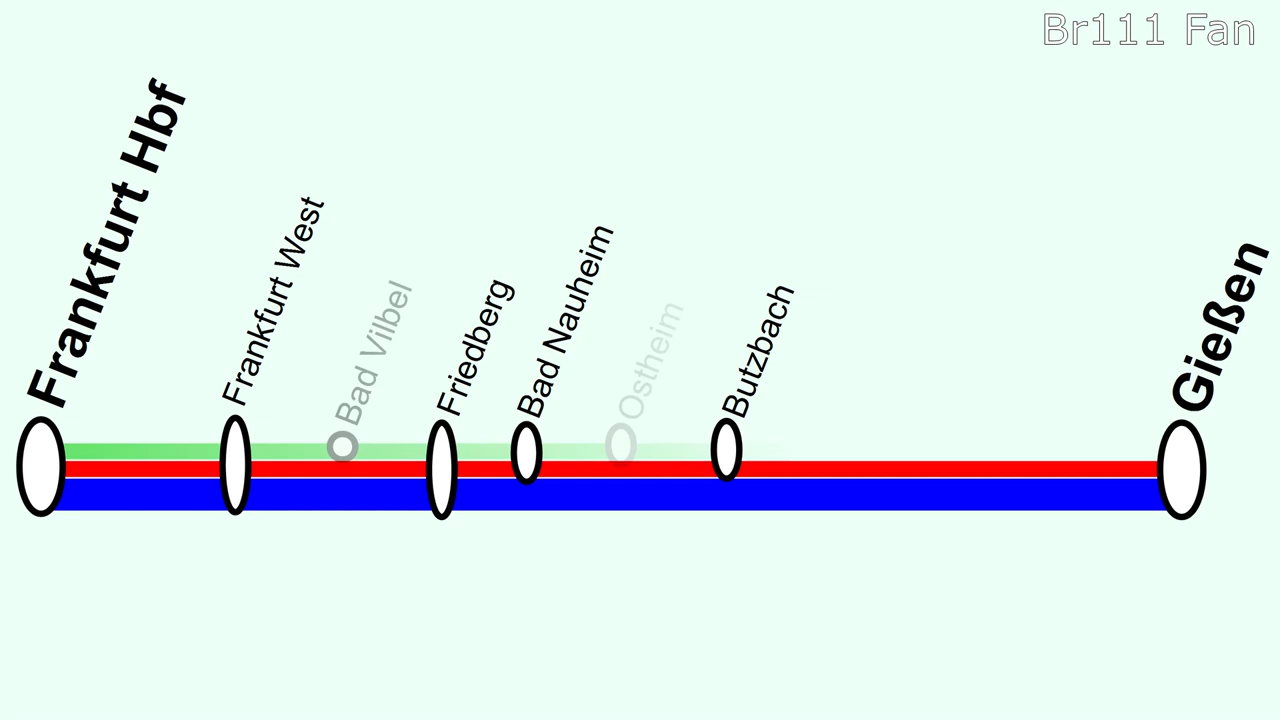 Br111 Fan
Frankfurt Hbf
Frankfurt West
Bad Vilbel
Friedberg
Bad Nauheim
Ostheim
Butzbach
Gießen